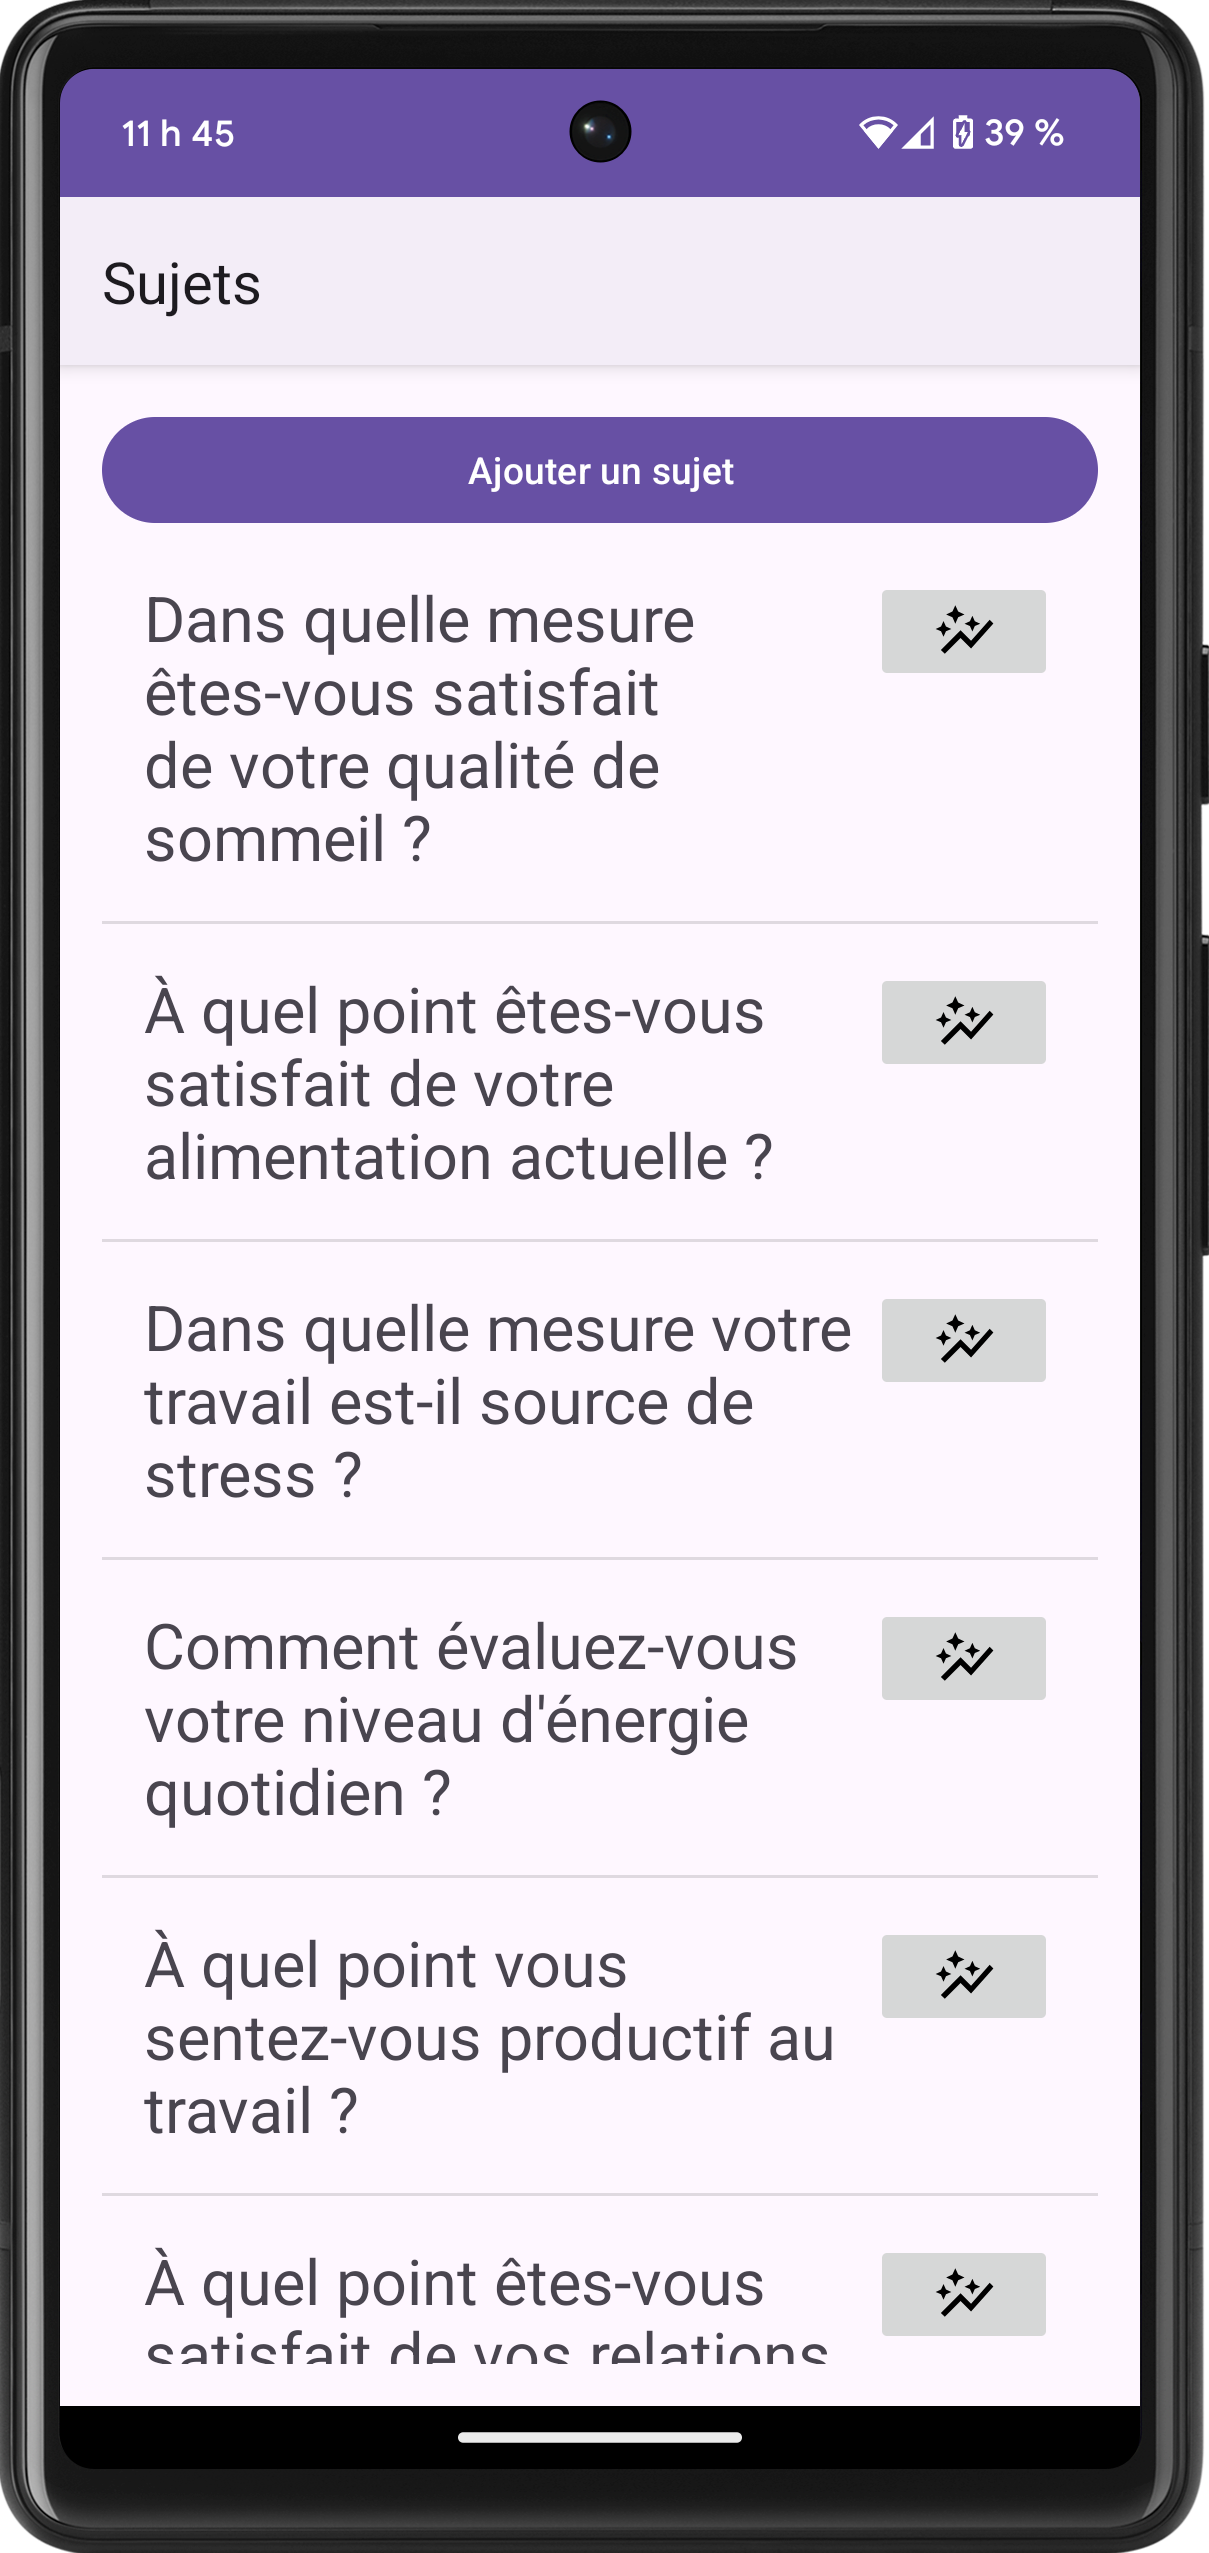 11 h 45
39 %
Sujets
Ajouter un sujet
Dans quelle mesure
êtes-vous satisfait
de votre qualité de
sommeil ?
À quel point êtes-vous
satisfait de votre
alimentation actuelle ?
Dans quelle mesure votre
travail est-il source de
stress ?
Comment évaluez-vous
votre niveau d'énergie
quotidien ?
À quel point vous
sentez-vous productif au
travail ?
À quel point êtes-vous
satisfait de vos relations